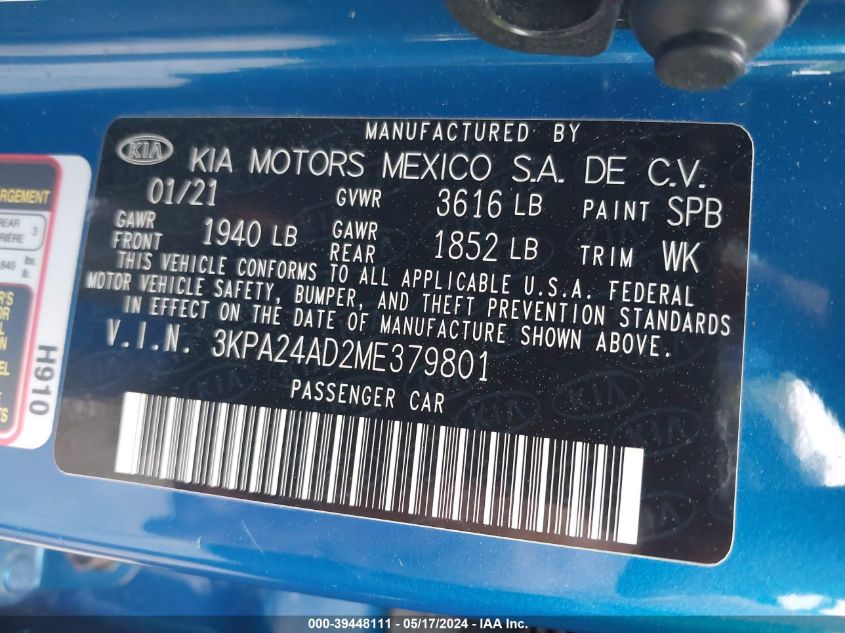 MANUFACTURED BY
KIA KIA MOTORS MEXICO S.A. DE C.V.
01/21 GVWR 3616 LB PAINT SPB
GAWR FRONT 1940 LB GAWR REAR 1852 LB TRIM WK
THIS VEHICLE CONFORMS TO ALL APPLICABLE U.S.A. FEDERAL
MOTOR VEHICLE SAFETY, BUMPER, AND THEFT PREVENTION STANDARDS
IN EFFECT ON THE DATE OF MANUFACTURE SHOWN ABOVE.
V.I.N. 3KPA24AD2ME379801
PASSENGER CAR
REAR
H910
000-39448111 - 05/17/2024 - IAA Inc.